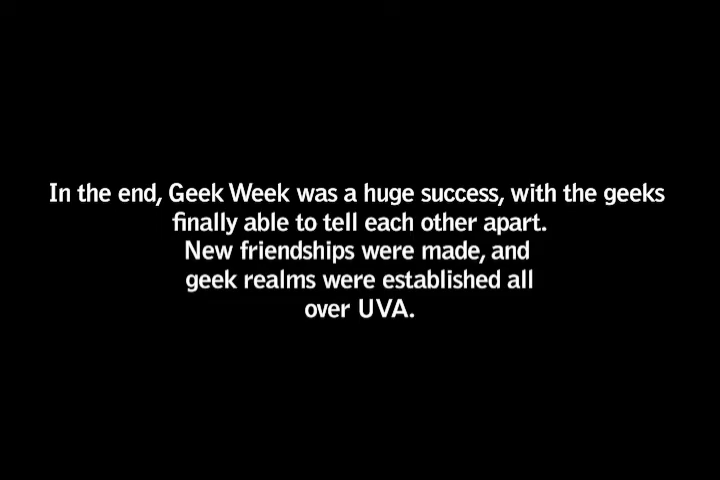 In the end, Geek Week was a huge success, with the geeks
finally able to tell each other apart.
New friendships were made, and
geek realms were established all
over UVA.